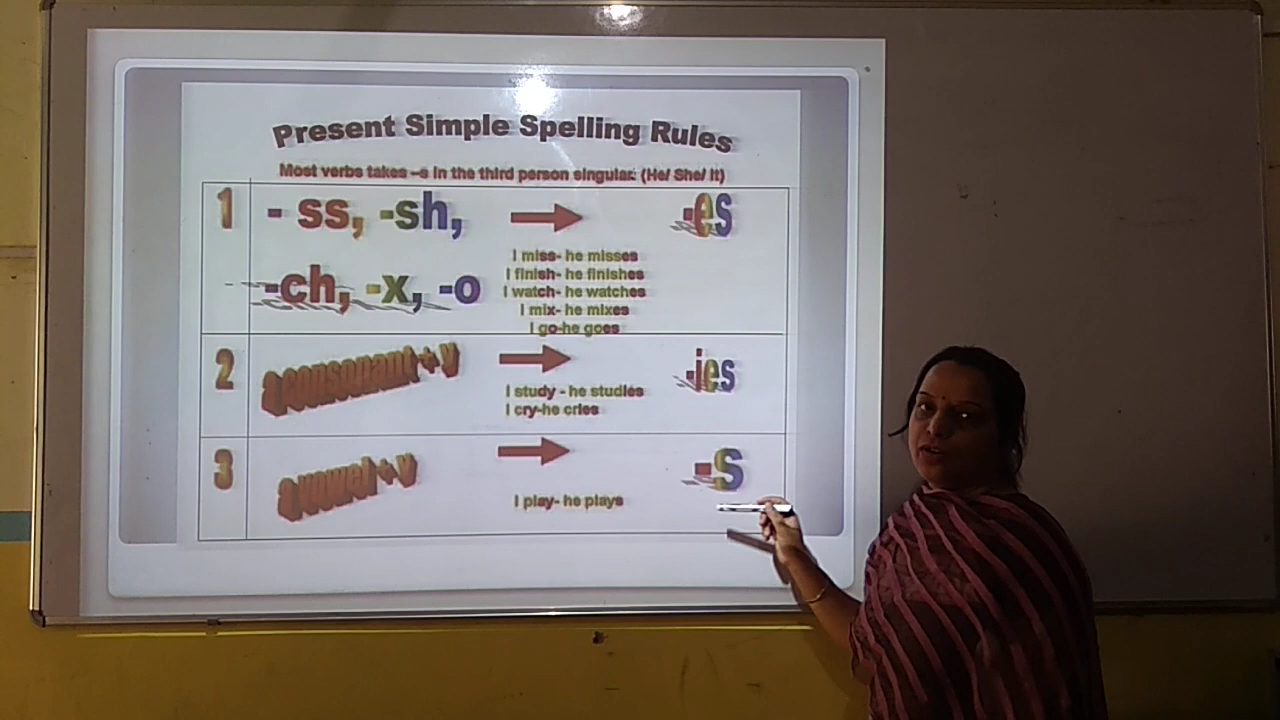 Present Simple Spelling Rules
Most verbs takes –s in the third person singular. (He/ She/ It)
1
- ss, -sh,
-ch, -x, -o
-es
I miss- he misses
I finish- he finishes
I watch- he watches
I mix- he mixes
I go-he goes
2
a consonant + y
-ies
I study - he studies
I cry-he cries
3
a vowel + y
-s
I play- he plays